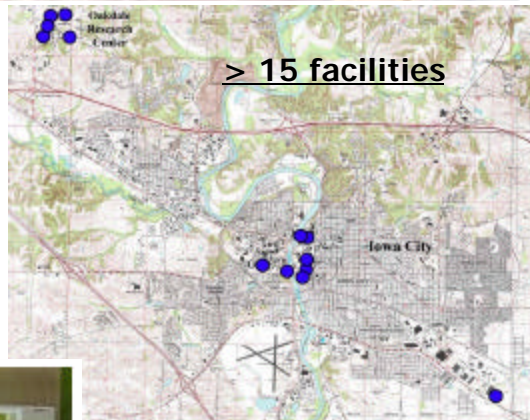 Oakdale
Research
Center
> 15 facilities
Iowa City